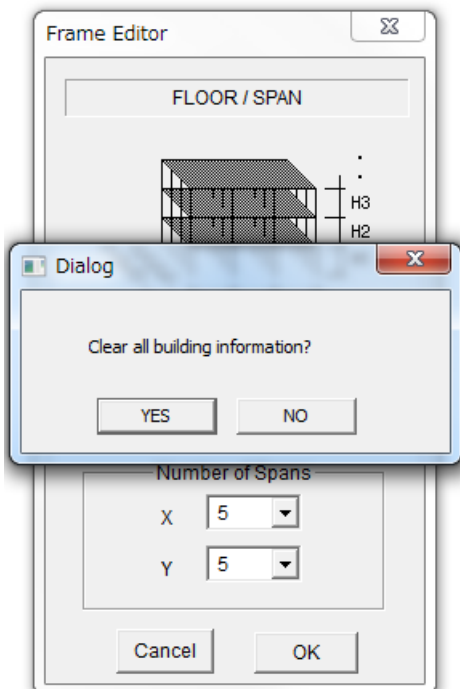 Frame Editor
FLOOR / SPAN
H3
H2
Dialog
Clear all building information?
YES NO
Number of Spans
X 5
Y 5
Cancel OK